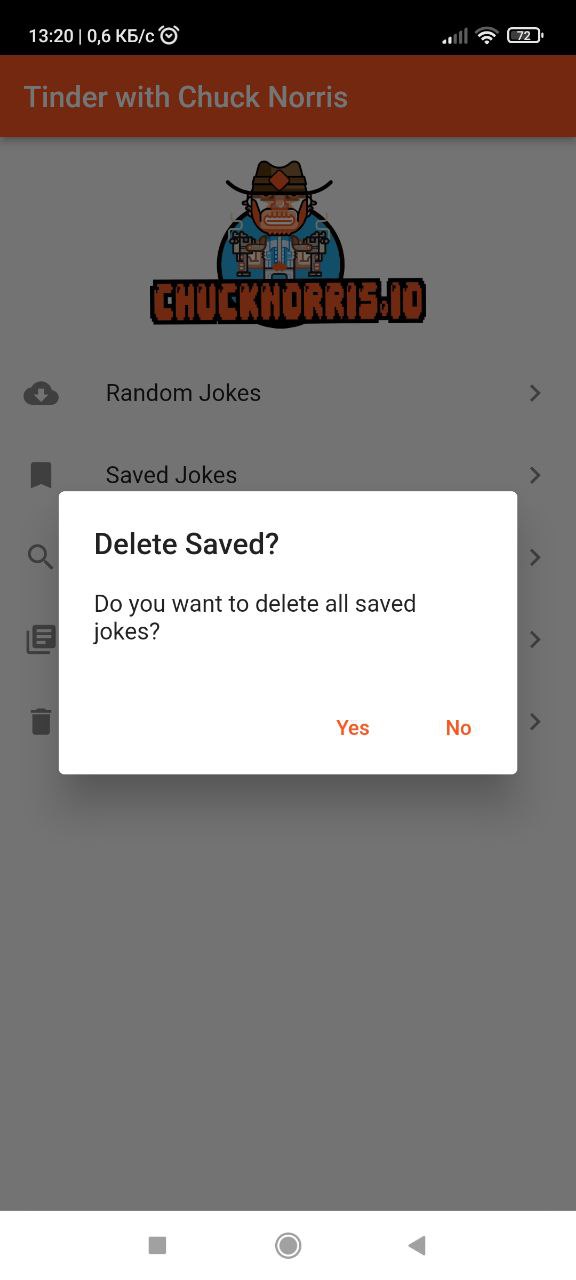 13:20 | 0,6 КБ/с
72
Tinder with Chuck Norris
CHUCKNORRIS.IO
Random Jokes
Saved Jokes
Delete Saved?
Do you want to delete all saved
jokes?
Yes No